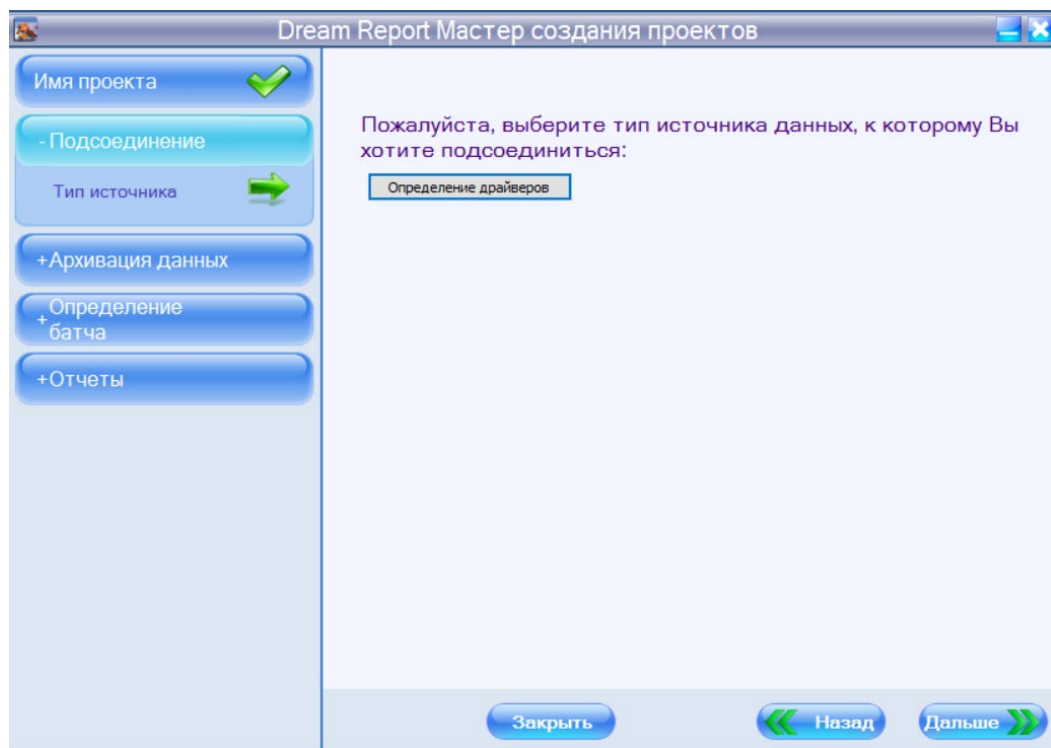 Dream Report Мастер создания проектов
Имя проекта
- Подсоединение
Тип источника
+Архивация данных
+Определение
батча
+Отчеты
Пожалуйста, выберите тип источника данных, к которому Вы
хотите подсоединиться:
Определение драйверов
Закрыть
Назад
Дальше